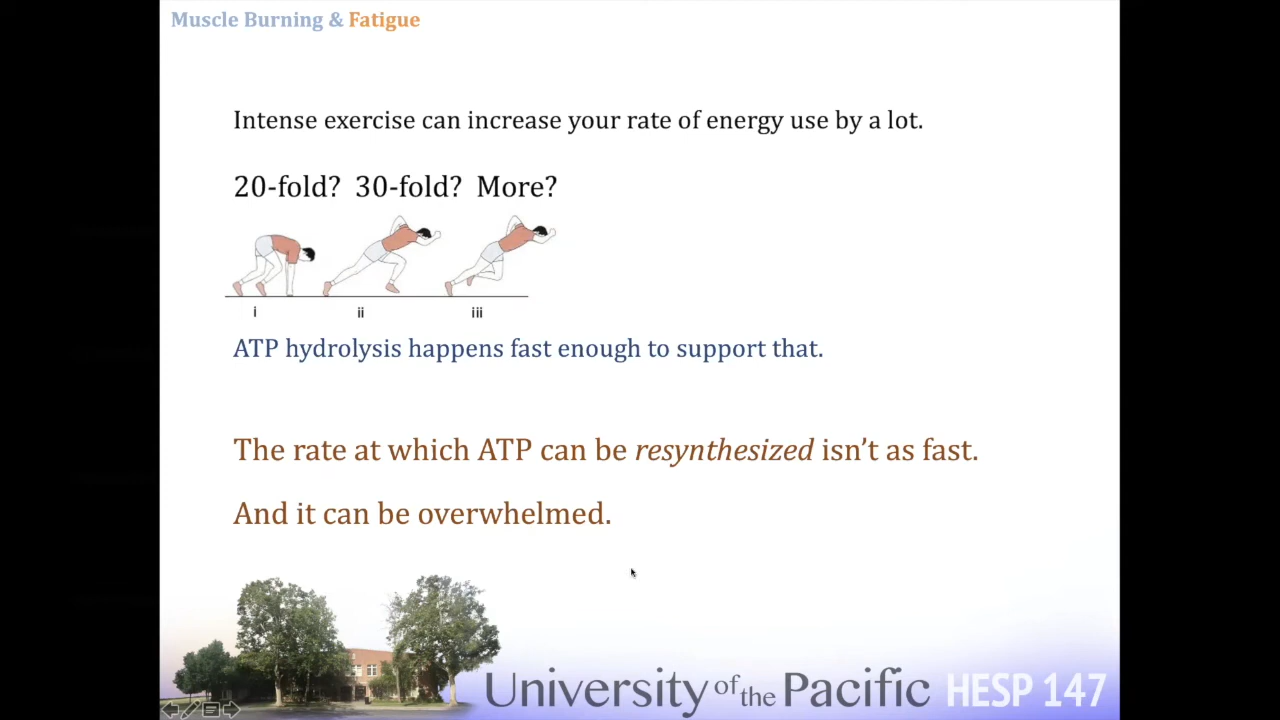 Muscle Burning & Fatigue
Intense exercise can increase your rate of energy use by a lot.
20-fold? 30-fold? More?
i ii iii
ATP hydrolysis happens fast enough to support that.
The rate at which ATP can be resynthesized isn’t as fast.
And it can be overwhelmed.
University of the Pacific HESP 147